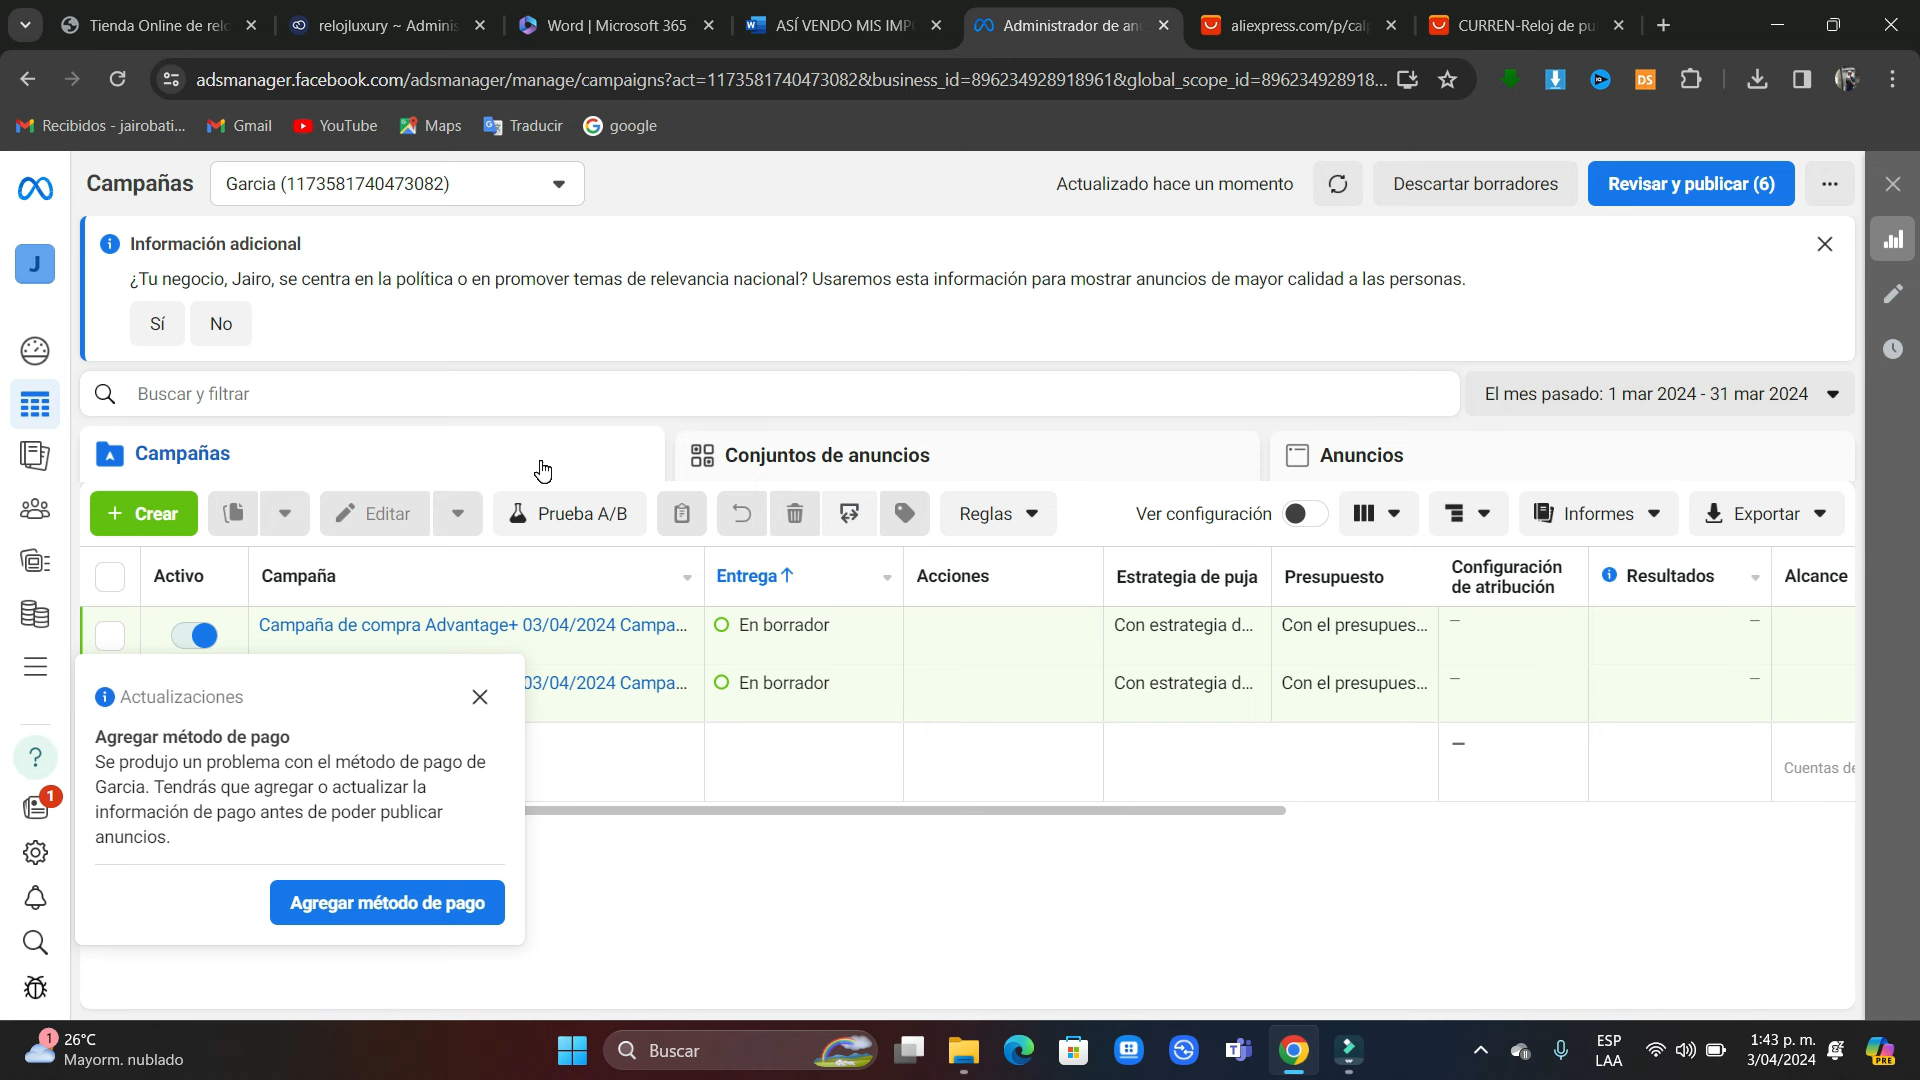 Tienda Online de relo
relojluxury ~ Adminis
Word | Microsoft 365
ASÍ VENDO MIS IMP
Administrador de an
aliexpress.com/p/cal
CURREN-Reloj de pu
adsmanager.facebook.com/adsmanager/manage/campaigns?act=1173581740473082&business_id=896234928918961&global_scope_id=896234928918...
DS
Recibidos - jairobati...
Gmail
YouTube
Maps
Traducir
google
Campañas
Garcia (1173581740473082)
Actualizado hace un momento
Descartar borradores
Revisar y publicar (6)
J
Información adicional
¿Tu negocio, Jairo, se centra en la política o en promover temas de relevancia nacional? Usaremos esta información para mostrar anuncios de mayor calidad a las personas.
Sí
No
Buscar y filtrar
El mes pasado: 1 mar 2024 - 31 mar 2024
Campañas
Conjuntos de anuncios
Anuncios
+ Crear
Editar
Prueba A/B
Reglas
Ver configuración
Informes
Exportar
Activo
Campaña
Entrega↑
Acciones
Estrategia de puja
Presupuesto
Configuración
de atribución
Resultados
Alcance
Campaña de compra Advantage+ 03/04/2024 Campa...
En borrador
Con estrategia d...
Con el presupues...
—
—
03/04/2024 Campa...
En borrador
Con estrategia d...
Con el presupues...
—
—
—
Cuentas de
Actualizaciones
Agregar método de pago
Se produjo un problema con el método de pago de
Garcia. Tendrás que agregar o actualizar la
información de pago antes de poder publicar
anuncios.
Agregar método de pago
?
1
1
26°C
Mayorm. nublado
Buscar
ESP
LAA
1:43 p. m.
3/04/2024
PRE